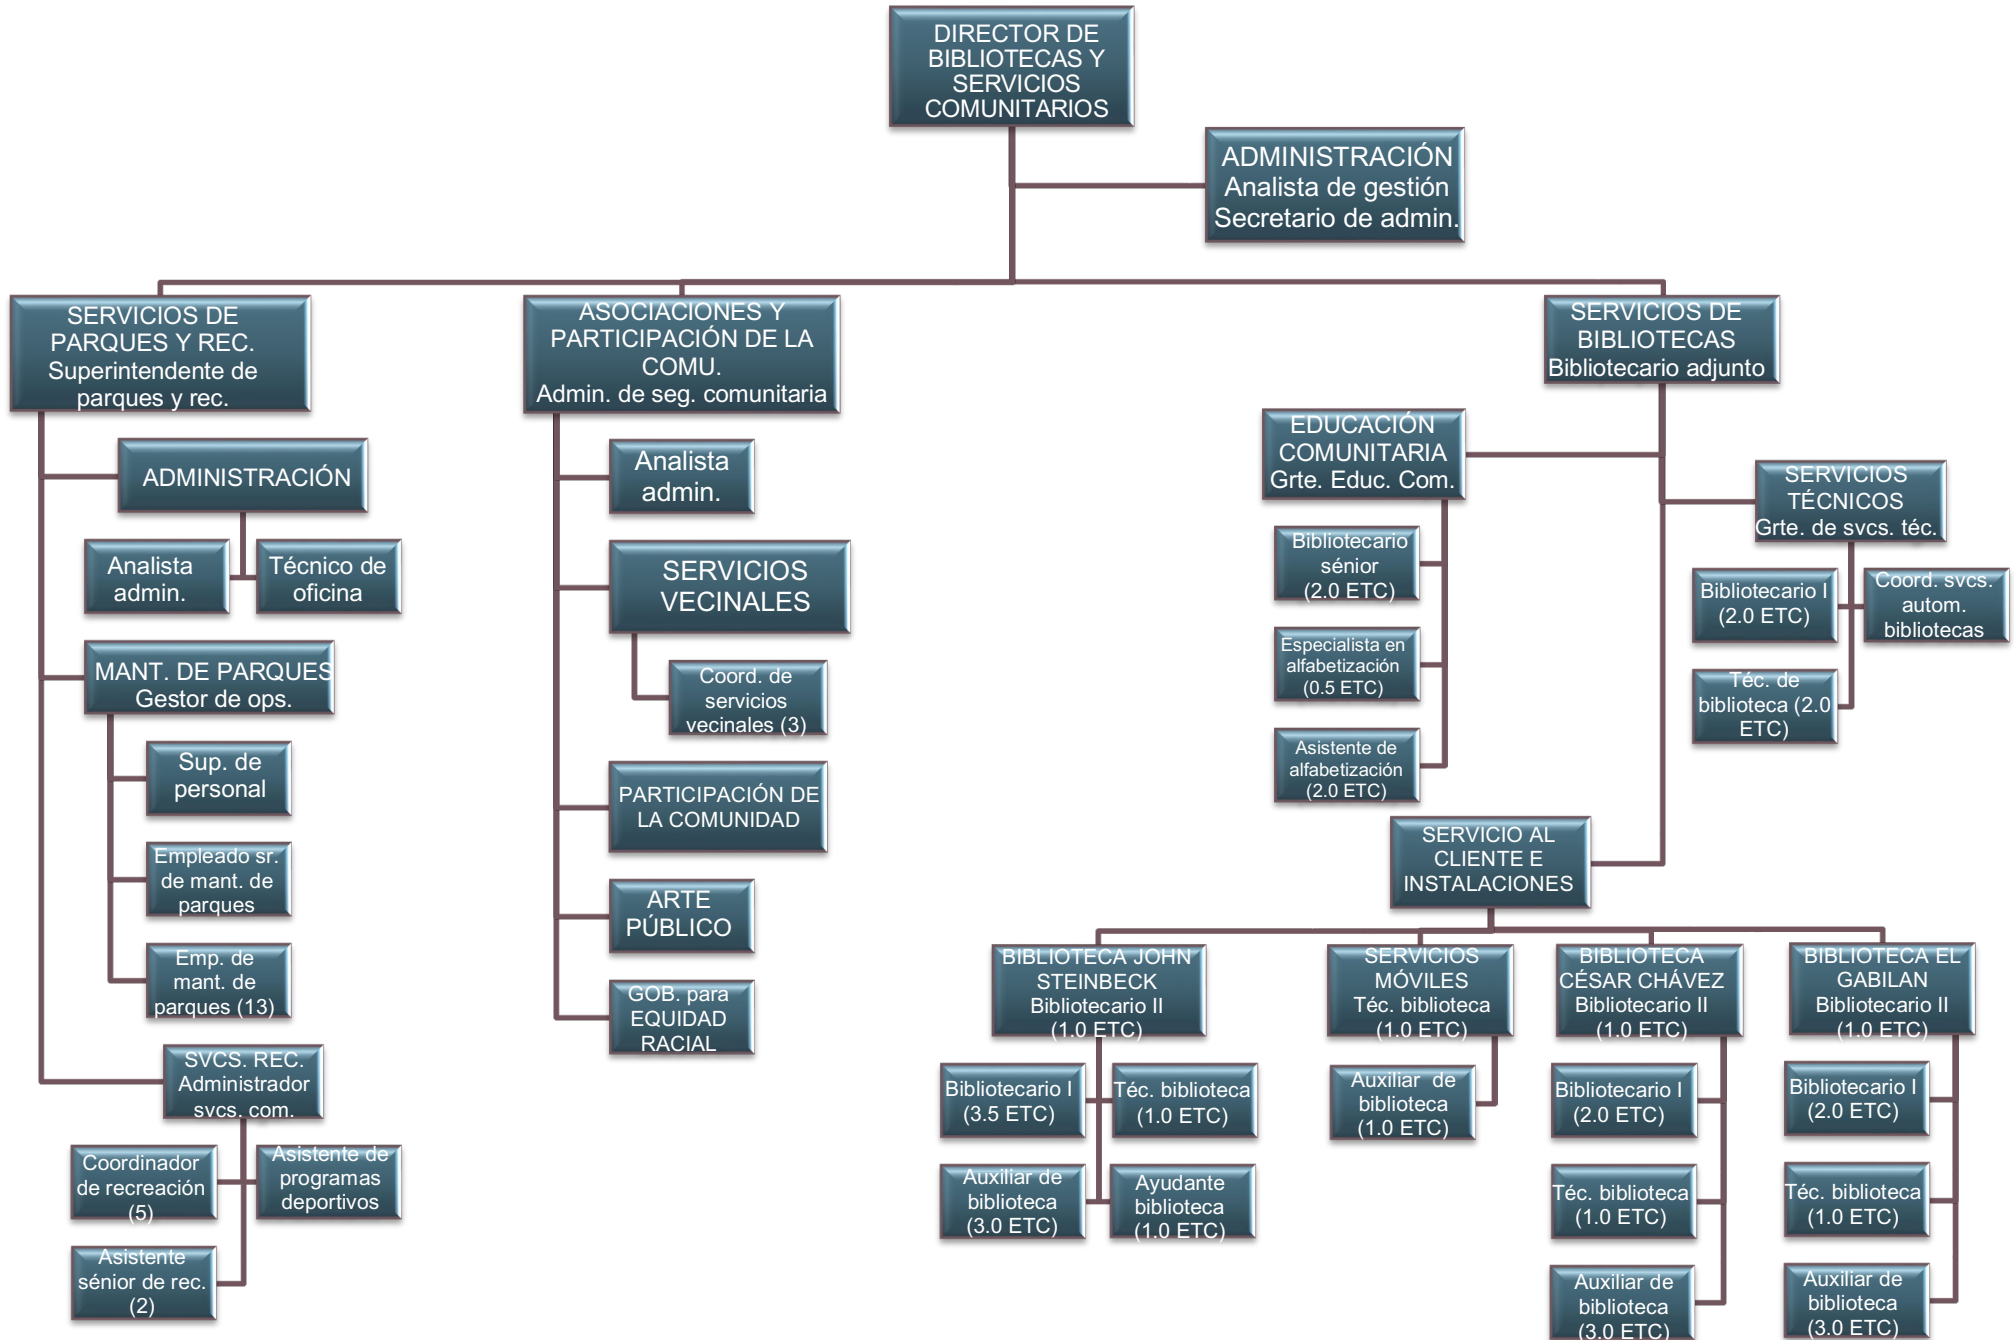 DIRECTOR DE
BIBLIOTECAS Y
SERVICIOS
COMUNITARIOS
ADMINISTRACIÓN
Analista de gestión
Secretario de admin.
SERVICIOS DE
PARQUES Y REC.
Superintendente de
parques y rec.
ADMINISTRACIÓN
Analista
admin.
Técnico de
oficina
MANT. DE PARQUES
Gestor de ops.
Sup. de
personal
Empleado sr.
de mant. de
parques
Emp. de
mant. de
parques (13)
SVCS. REC.
Administrador
svcs. com.
Coordinador
de recreación
(5)
Asistente de
programas
deportivos
Asistente
sénior de rec.
(2)
ASOCIACIONES Y
PARTICIPACIÓN DE LA
COMU.
Admin. de seg. comunitaria
Analista
admin.
SERVICIOS
VECINALES
Coord. de
servicios
vecinales (3)
PARTICIPACIÓN DE
LA COMUNIDAD
ARTE
PÚBLICO
GOB. para
EQUIDAD
RACIAL
SERVICIOS DE
BIBLIOTECAS
Bibliotecario adjunto
EDUCACIÓN
COMUNITARIA
Grte. Educ. Com.
Bibliotecario
sénior
(2.0 ETC)
Especialista en
alfabetización
(0.5 ETC)
Asistente de
alfabetización
(2.0 ETC)
SERVICIOS
TÉCNICOS
Grte. de svcs. téc.
Bibliotecario I
(2.0 ETC)
Coord. svcs.
autom.
bibliotecas
Téc. de
biblioteca (2.0
ETC)
SERVICIO AL
CLIENTE E
INSTALACIONES
BIBLIOTECA JOHN
STEINBECK
Bibliotecario II
(1.0 ETC)
Bibliotecario I
(3.5 ETC)
Téc. biblioteca
(1.0 ETC)
Auxiliar de
biblioteca
(3.0 ETC)
Ayudante
biblioteca
(1.0 ETC)
SERVICIOS
MÓVILES
Téc. biblioteca
(1.0 ETC)
Auxiliar de
biblioteca
(1.0 ETC)
BIBLIOTECA
CÉSAR CHÁVEZ
Bibliotecario II
(1.0 ETC)
Bibliotecario I
(2.0 ETC)
Téc. biblioteca
(1.0 ETC)
Auxiliar de
biblioteca
(3.0 ETC)
BIBLIOTECA EL
GABILAN
Bibliotecario II
(1.0 ETC)
Bibliotecario I
(2.0 ETC)
Téc. biblioteca
(1.0 ETC)
Auxiliar de
biblioteca
(3.0 ETC)